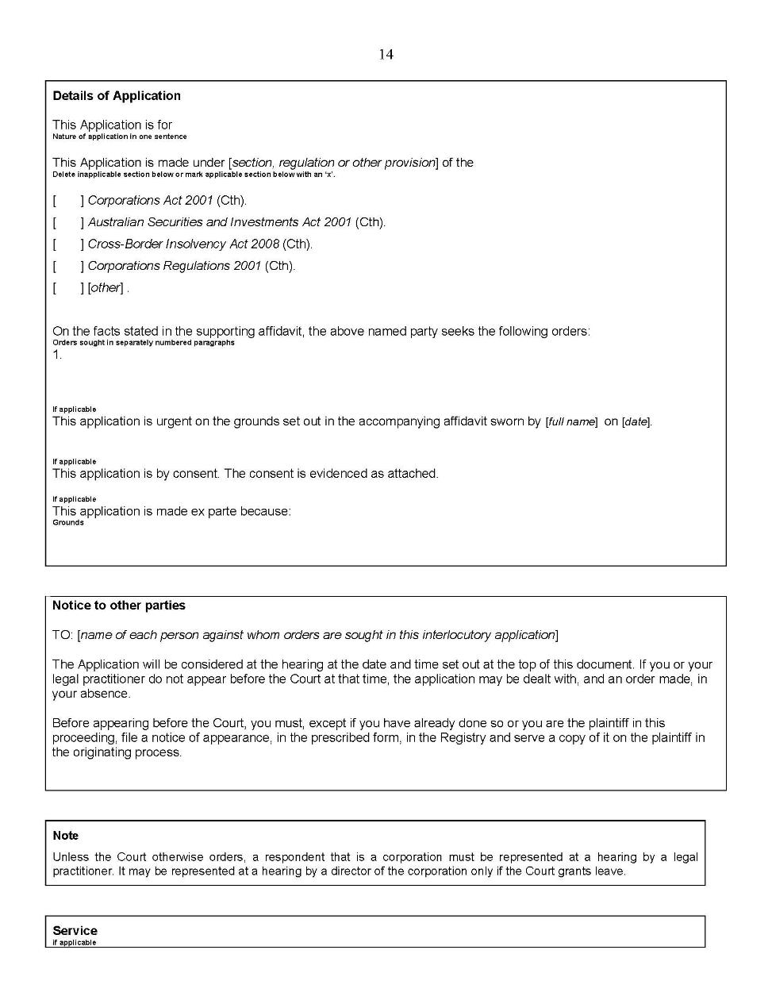 14
Details of Application
This Application is for
Nature of application in one sentence
This Application is made under [section, regulation or other provision] of the
Delete inapplicable section below or mark applicable section below with an ‘x’.
[ ] Corporations Act 2001 (Cth).
[ ] Australian Securities and Investments Act 2001 (Cth).
[ ] Cross-Border Insolvency Act 2008 (Cth).
[ ] Corporations Regulations 2001 (Cth).
[ ] [other] .
On the facts stated in the supporting affidavit, the above named party seeks the following orders:
Orders sought in separately numbered paragraphs
1.
If applicable
This application is urgent on the grounds set out in the accompanying affidavit sworn by [full name] on [date].
If applicable
This application is by consent. The consent is evidenced as attached.
If applicable
This application is made ex parte because:
Grounds
Notice to other parties
TO: [name of each person against whom orders are sought in this interlocutory application]
The Application will be considered at the hearing at the date and time set out at the top of this document. If you or your
legal practitioner do not appear before the Court at that time, the application may be dealt with, and an order made, in
your absence.
Before appearing before the Court, you must, except if you have already done so or you are the plaintiff in this
proceeding, file a notice of appearance, in the prescribed form, in the Registry and serve a copy of it on the plaintiff in
the originating process.
Note
Unless the Court otherwise orders, a respondent that is a corporation must be represented at a hearing by a legal
practitioner. It may be represented at a hearing by a director of the corporation only if the Court grants leave.
Service
if applicable